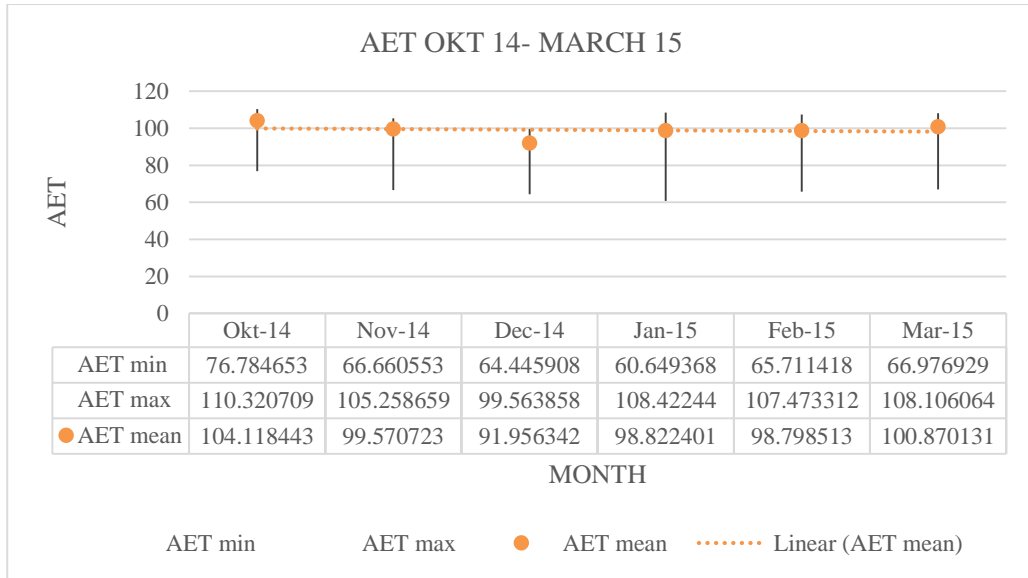 AET OKT 14- MARCH 15
120
100
80
60
40
20
0
AET
Okt-14 Nov-14 Dec-14 Jan-15 Feb-15 Mar-15
AET min 76.784653 66.660553 64.445908 60.649368 65.711418 66.976929
AET max 110.320709 105.258659 99.563858 108.42244 107.473312 108.106064
AET mean 104.118443 99.570723 91.956342 98.822401 98.798513 100.870131
MONTH
AET min AET max AET mean Linear (AET mean)